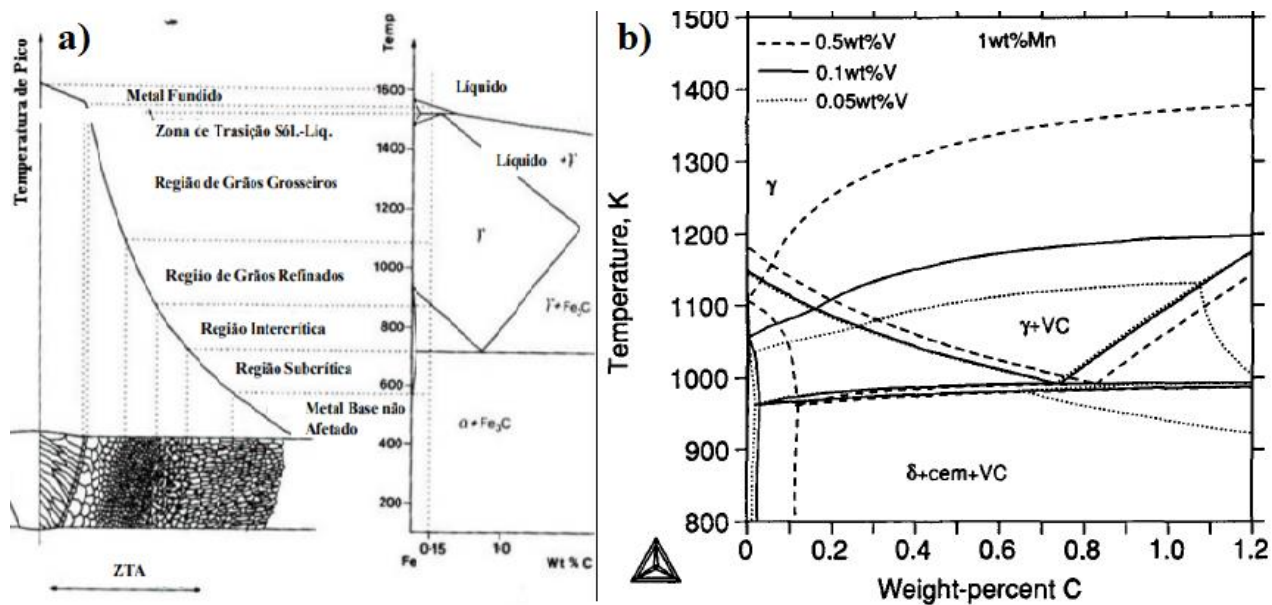 a)
Temperatura de Pico
Metal Fundido
Zona de Trasição Sól.-Liq.
Região de Grãos Grosseiros
Região de Grãos Refinados
Região Intercrítica
Região Subcrítica
Metal Base não
Afetado
ZTA
Temp
1600
1400
1200
1000
800
600
400
200
Líquido
Líquido +γ
γ
γ+Fe₃C
α+Fe₃C
Fe 0·15 1·0 Wt % C
b)
1500
1400
1300
1200
1100
1000
900
800
Temperature, K
0.5wt%V
0.1wt%V
0.05wt%V
1wt%Mn
γ
γ+VC
δ+cem+VC
0 0.2 0.4 0.6 0.8 1.0 1.2
Weight-percent C